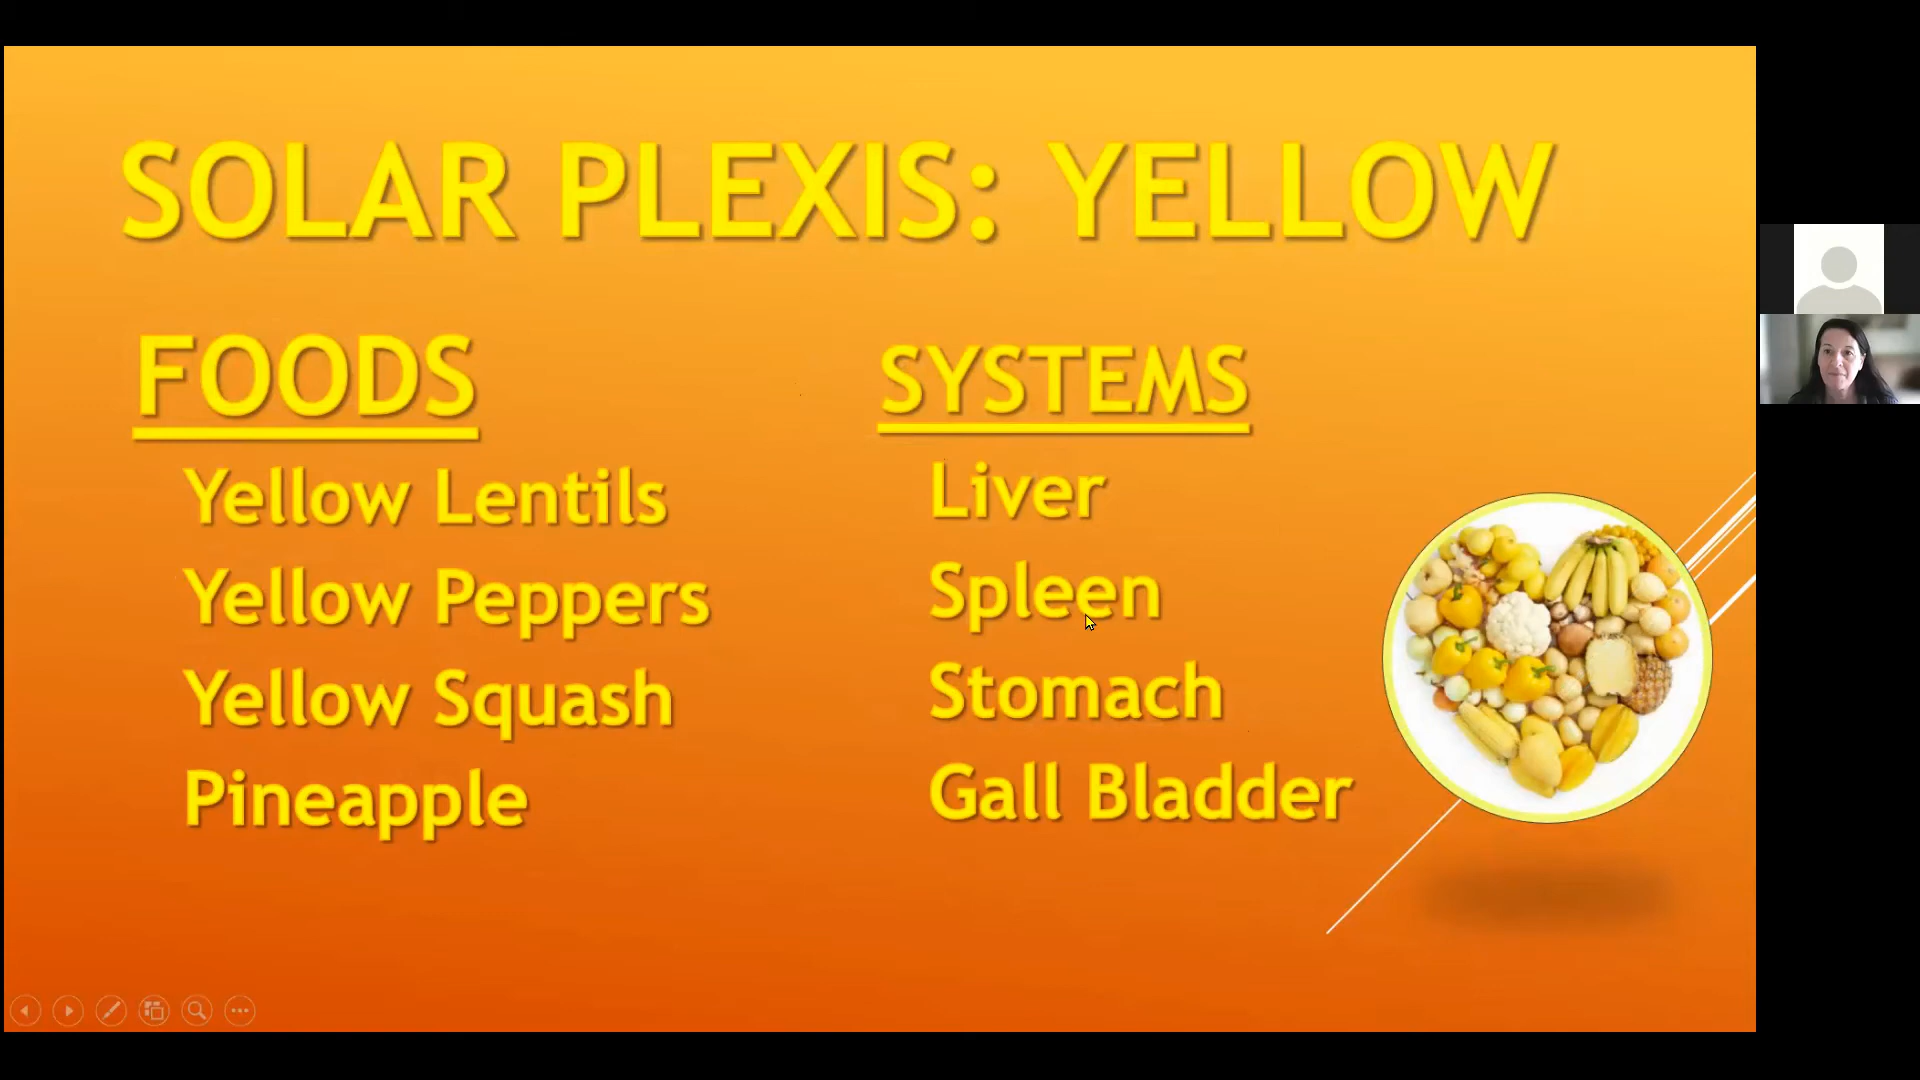 SOLAR PLEXIS: YELLOW
FOODS
Yellow Lentils
Yellow Peppers
Yellow Squash
Pineapple
SYSTEMS
Liver
Spleen
Stomach
Gall Bladder